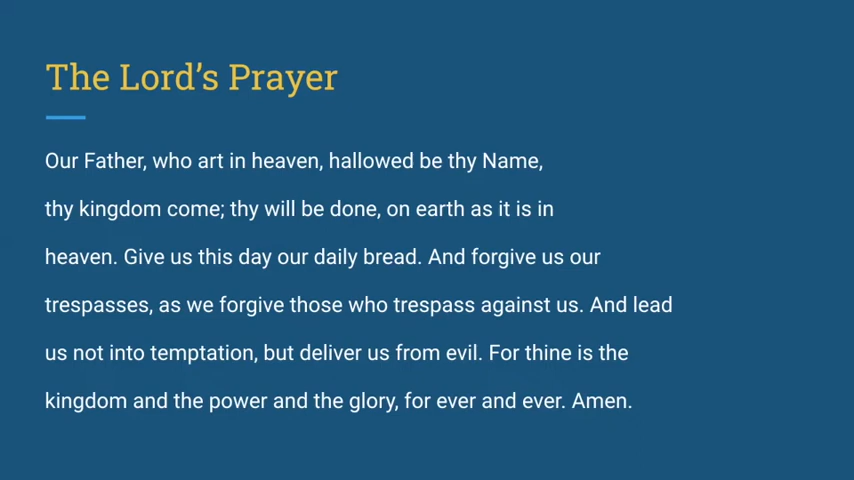 The Lord’s Prayer
Our Father, who art in heaven, hallowed be thy Name,
thy kingdom come; thy will be done, on earth as it is in
heaven. Give us this day our daily bread. And forgive us our
trespasses, as we forgive those who trespass against us. And lead
us not into temptation, but deliver us from evil. For thine is the
kingdom and the power and the glory, for ever and ever. Amen.